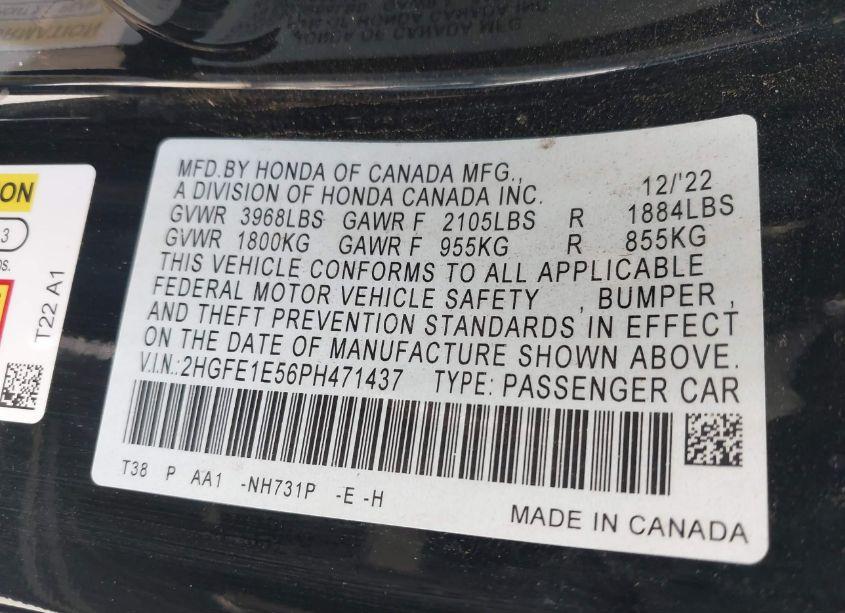 MFD.BY HONDA OF CANADA MFG.,
A DIVISION OF HONDA CANADA INC. 12/'22
GVWR 3968LBS GAWR F 2105LBS R 1884LBS
GVWR 1800KG GAWR F 955KG R 855KG
THIS VEHICLE CONFORMS TO ALL APPLICABLE
FEDERAL MOTOR VEHICLE SAFETY , BUMPER ,
AND THEFT PREVENTION STANDARDS IN EFFECT
ON THE DATE OF MANUFACTURE SHOWN ABOVE.
V.I.N.: 2HGFE1E56PH471437 TYPE: PASSENGER CAR
T38 P AA1 -NH731P -E -H
MADE IN CANADA
ON
3
T22 A1